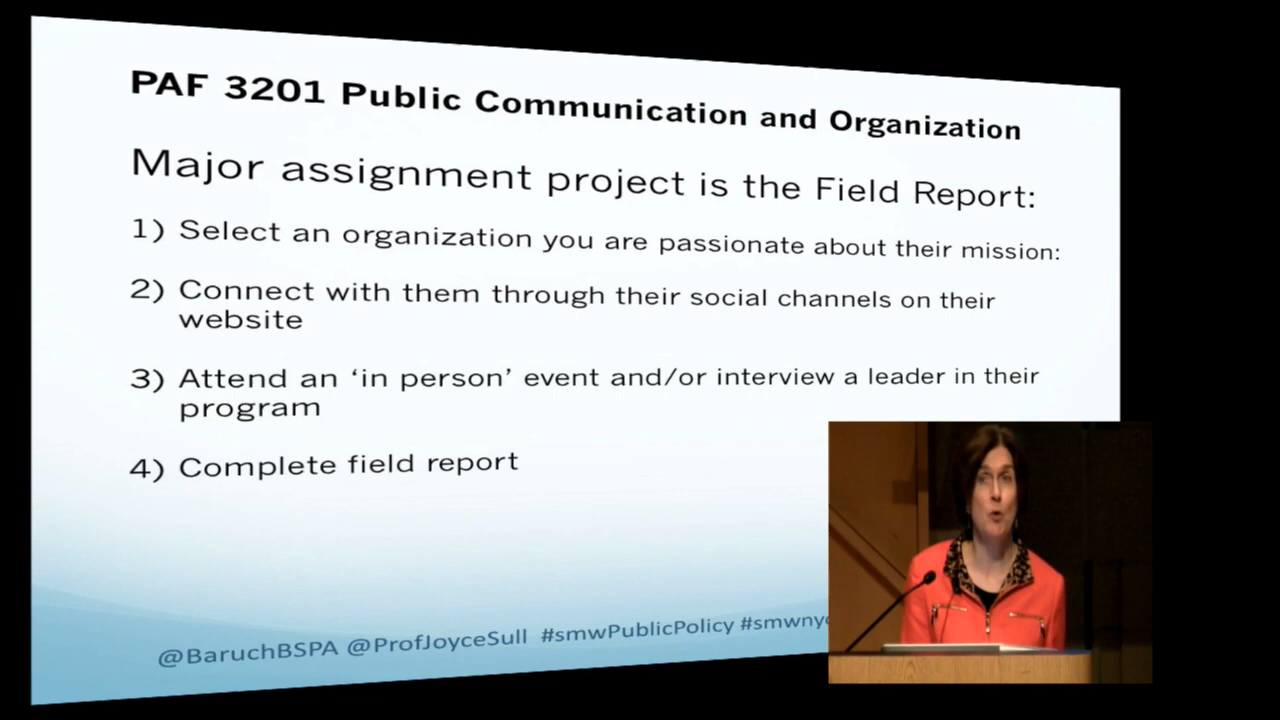 PAF 3201 Public Communication and Organization
Major assignment project is the Field Report:
1) Select an organization you are passionate about their mission:
2) Connect with them through their social channels on their
website
3) Attend an ‘in person’ event and/or interview a leader in their
program
4) Complete field report
@BaruchBSPA @ProfJoyceSull #smwPublicPolicy #smwnyc